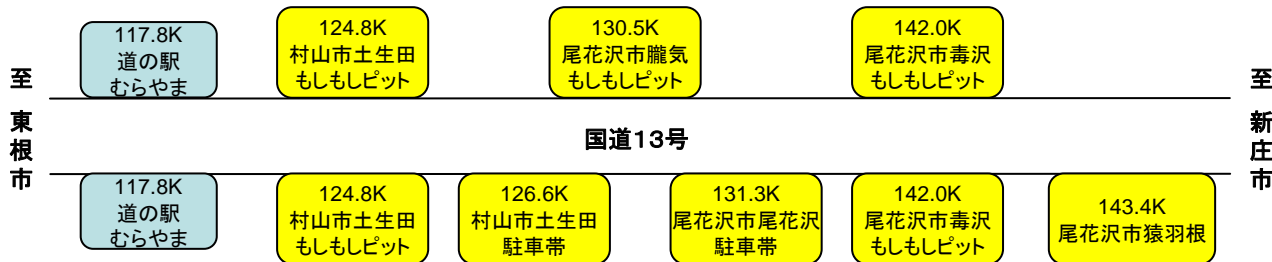 至東根市
117.8K
道の駅
むらやま
124.8K
村山市土生田
もしもしピット
130.5K
尾花沢市朧気
もしもしピット
142.0K
尾花沢市毒沢
もしもしピット
国道13号
117.8K
道の駅
むらやま
124.8K
村山市土生田
もしもしピット
126.6K
村山市土生田
駐車帯
131.3K
尾花沢市尾花沢
駐車帯
142.0K
尾花沢市毒沢
もしもしピット
143.4K
尾花沢市猿羽根
至新庄市